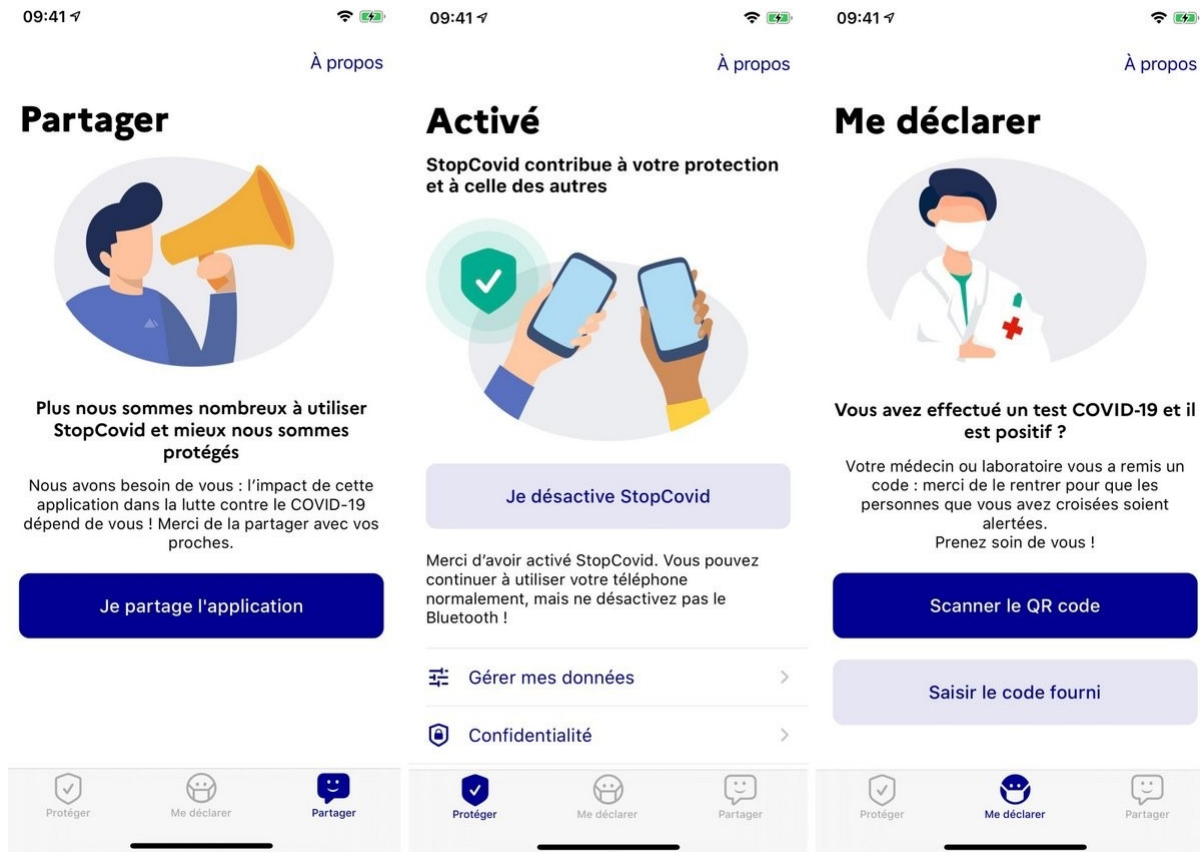 09:41
À propos
Partager
Plus nous sommes nombreux à utiliser
StopCovid et mieux nous sommes
protégés
Nous avons besoin de vous : l'impact de cette
application dans la lutte contre le COVID-19
dépend de vous ! Merci de la partager avec vos
proches.
Je partage l'application
Protéger
Me déclarer
Partager
09:41
À propos
Activé
StopCovid contribue à votre protection
et à celle des autres
Je désactive StopCovid
Merci d'avoir activé StopCovid. Vous pouvez
continuer à utiliser votre téléphone
normalement, mais ne désactivez pas le
Bluetooth !
Gérer mes données
Confidentialité
Protéger
Me déclarer
Partager
09:41
À propos
Me déclarer
Vous avez effectué un test COVID-19 et il
est positif ?
Votre médecin ou laboratoire vous a remis un
code : merci de le rentrer pour que les
personnes que vous avez croisées soient
alertées.
Prenez soin de vous !
Scanner le QR code
Saisir le code fourni
Protéger
Me déclarer
Partager